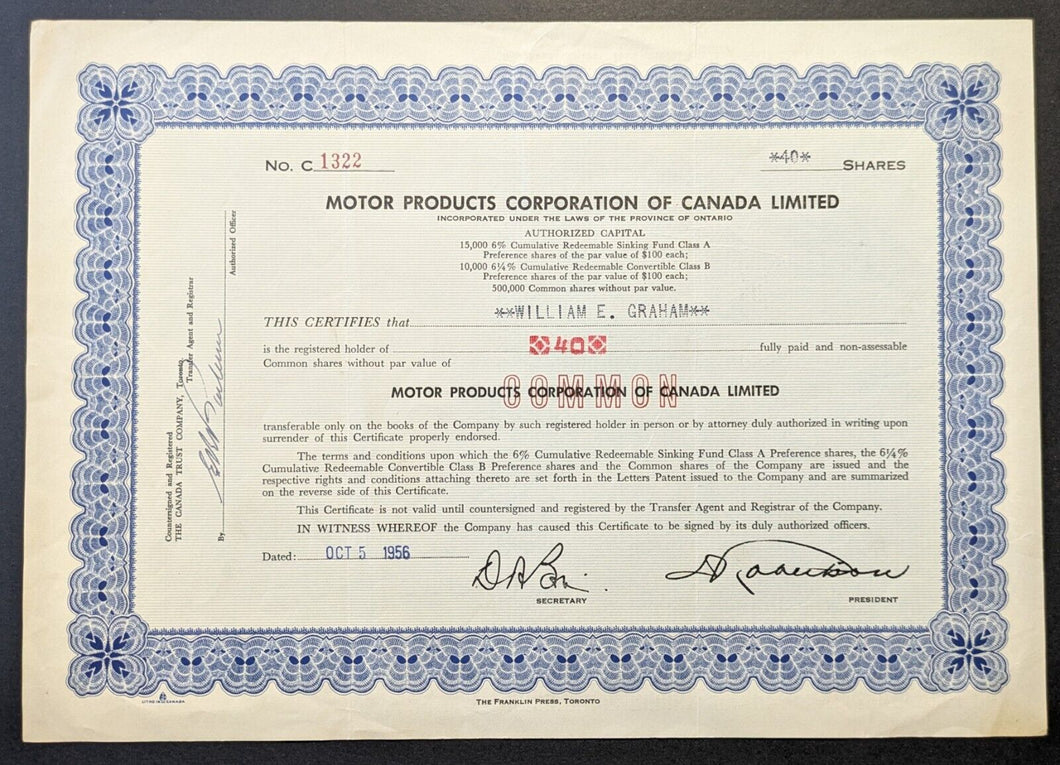 No. C 1322
*40* SHARES
MOTOR PRODUCTS CORPORATION OF CANADA LIMITED
INCORPORATED UNDER THE LAWS OF THE PROVINCE OF ONTARIO
AUTHORIZED CAPITAL
15,000 6% Cumulative Redeemable Sinking Fund Class A
Preference shares of the par value of $100 each;
10,000 6¼% Cumulative Redeemable Convertible Class B
Preference shares of the par value of $100 each;
500,000 Common shares without par value.
THIS CERTIFIES that **WILLIAM E. GRAHAM**
is the registered holder of 40 fully paid and non-assessable
Common shares without par value of
COMMON
MOTOR PRODUCTS CORPORATION OF CANADA LIMITED
transferable only on the books of the Company by such registered holder in person or by attorney duly authorized in writing upon
surrender of this Certificate properly endorsed.
The terms and conditions upon which the 6% Cumulative Redeemable Sinking Fund Class A Preference shares, the 6¼%
Cumulative Redeemable Convertible Class B Preference shares and the Common shares of the Company are issued and the
respective rights and conditions attaching thereto are set forth in the Letters Patent issued to the Company and are summarized
on the reverse side of this Certificate.
This Certificate is not valid until countersigned and registered by the Transfer Agent and Registrar of the Company.
IN WITNESS WHEREOF the Company has caused this Certificate to be signed by its duly authorized officers.
Dated: OCT 5 1956
SECRETARY
PRESIDENT
Countersigned and Registered
THE CANADA TRUST COMPANY, Toronto
Transfer Agent and Registrar
By
Authorized Officer
LITHO IN CANADA
THE FRANKLIN PRESS, TORONTO